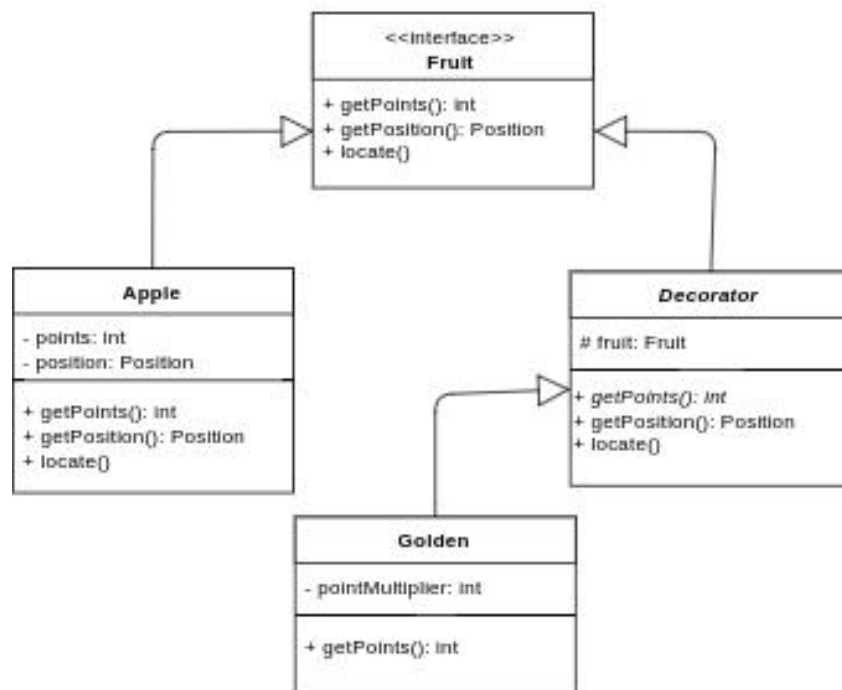 <<interface>>
Fruit
+ getPoints(): int
+ getPosition(): Position
+ locate()
Apple
- points: int
- position: Position
+ getPoints(): int
+ getPosition(): Position
+ locate()
Decorator
# fruit: Fruit
+ getPoints(): int
+ getPosition(): Position
+ locate()
Golden
- pointMultiplier: int
+ getPoints(): int